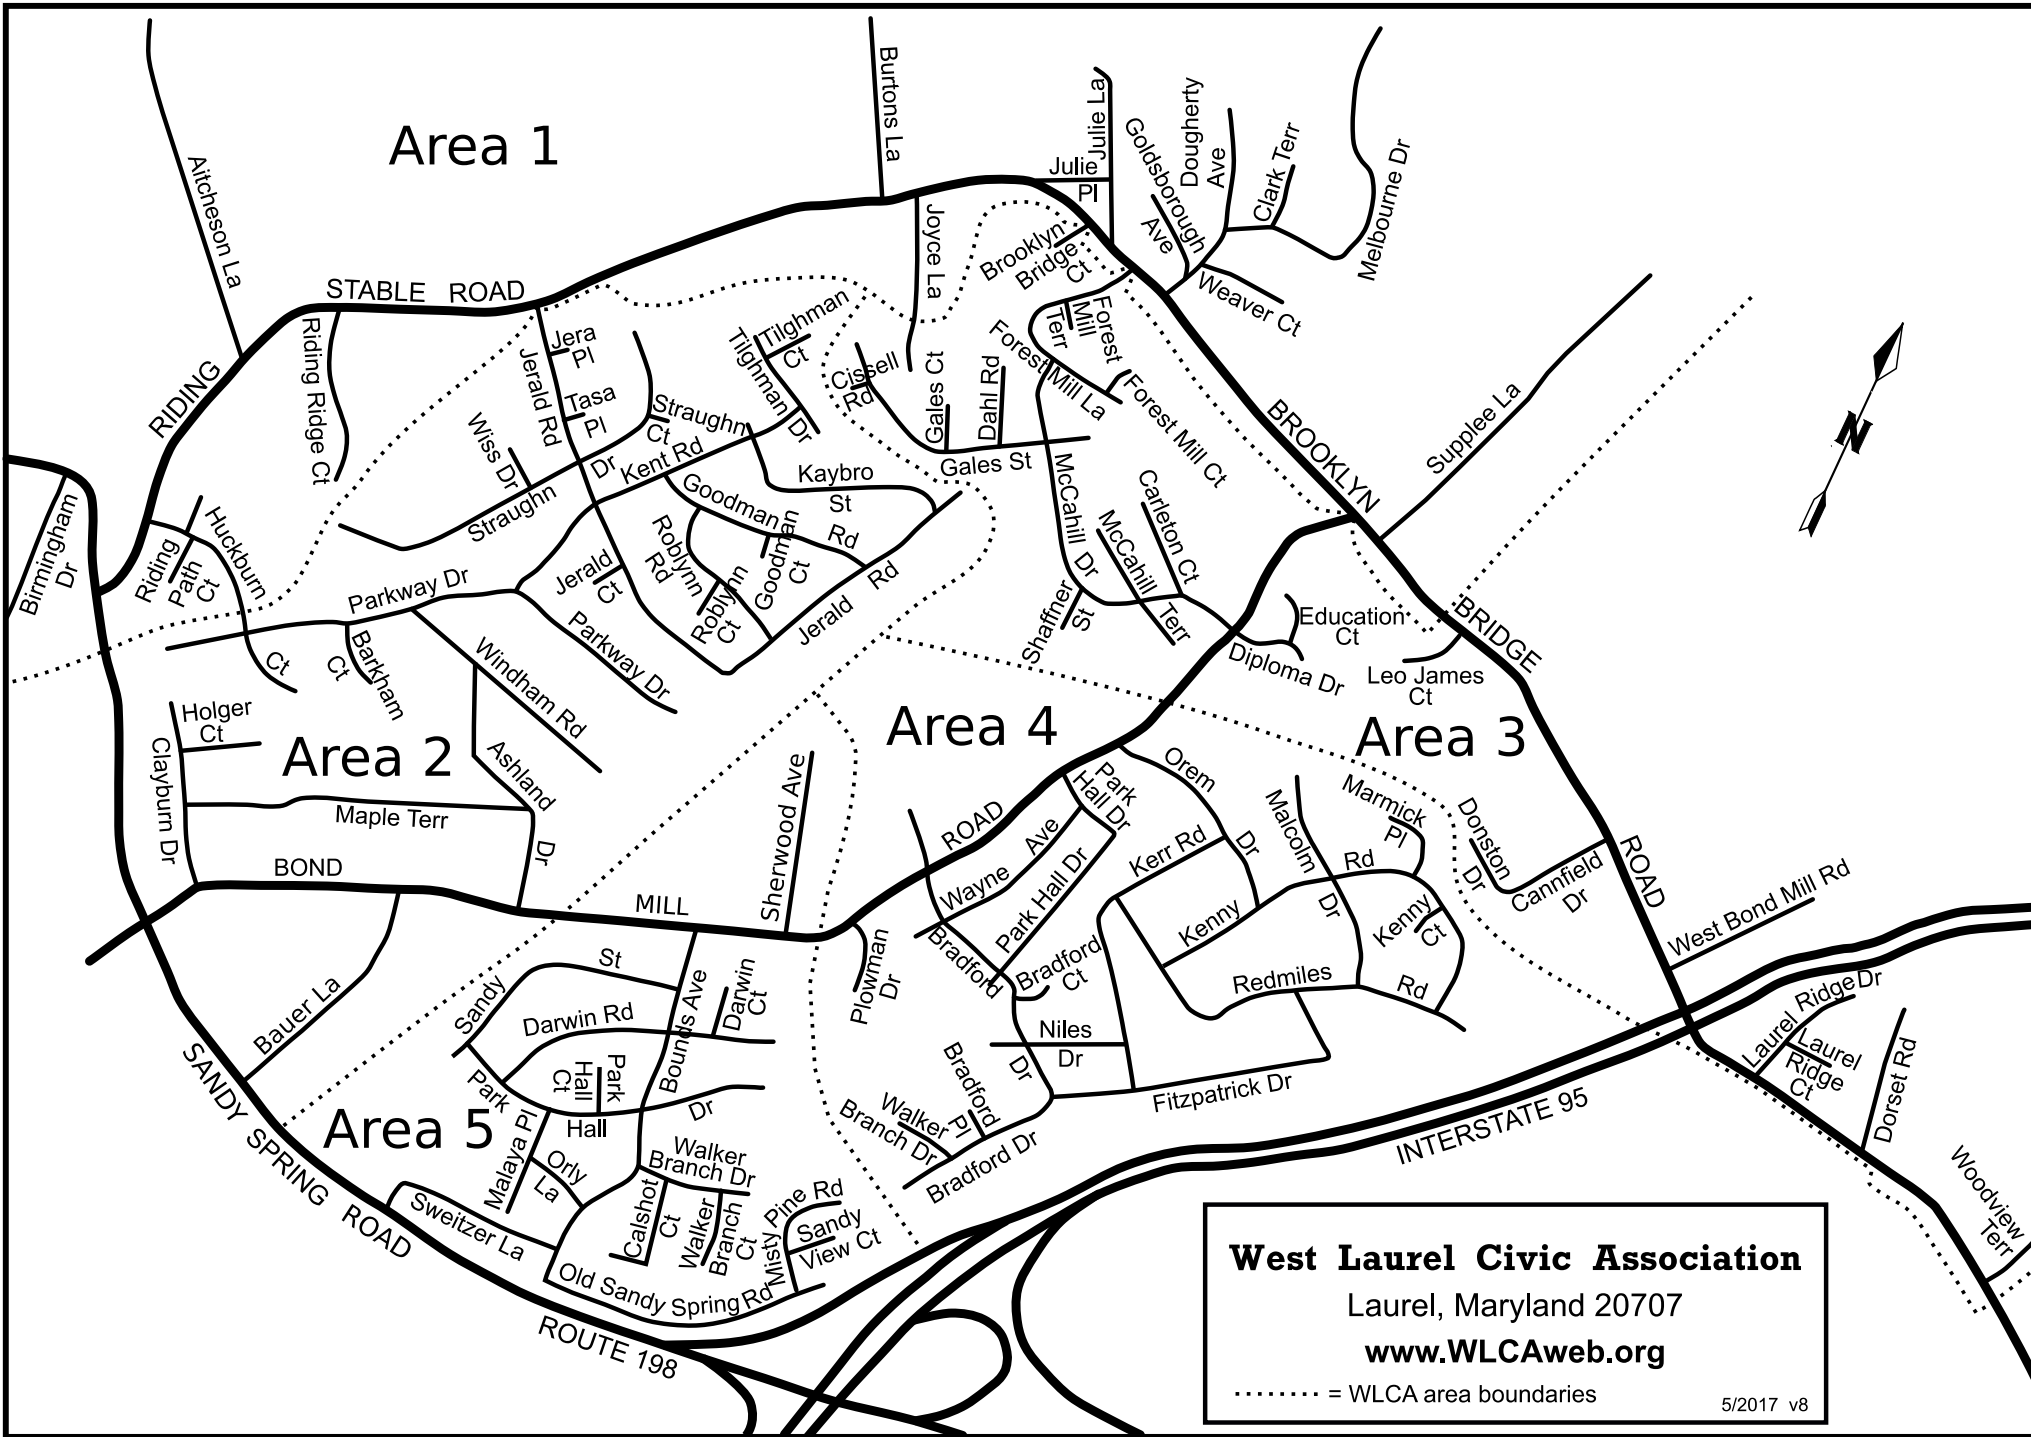 Area 1
Burtons La
Julie La
Julie
Pl
Goldsborough
Ave
Dougherty
Ave
Clark Terr
Melbourne Dr
Weaver Ct
Aitcheson La
STABLE ROAD
RIDING
Riding Ridge Ct
Joyce La
Brooklyn
Bridge
Ct
Jera
Pl
Jerald Rd
Tasa
Pl
Tilghman
Ct
Tilghman
Dr
Cissell
Rd
Gales Ct
Dahl Rd
Gales St
Forest
Mill
Terr
Forest Mill La
Forest Mill Ct
BROOKLYN
BRIDGE
ROAD
Supplee La
N
Wiss Dr
Straughn
Ct
Straughn
Dr
Kent Rd
Kaybro
St
Goodman
Rd
Goodman
Ct
Roblynn
Rd
Roblynn
Ct
Jerald
Ct
Jerald
Rd
McCahill
Dr
McCahill
Terr
Carleton Ct
Shaffner
St
Birmingham
Dr
Riding
Path
Ct
Huckburn
Ct
Parkway Dr
Parkway Dr
Barkham
Ct
Windham Rd
Education
Ct
Diploma Dr
Leo James
Ct
Area 2
Area 4
Area 3
Holger
Ct
Clayburn Dr
Maple Terr
Ashland
Dr
BOND
MILL
ROAD
Sherwood Ave
Orem
Dr
Park
Hall Dr
Park Hall Dr
Wayne
Ave
Kerr Rd
Malcolm
Dr
Marmick
Pl
Donston
Dr
Cannfield
Dr
Kenny
Rd
Kenny
Ct
Redmiles
Rd
West Bond Mill Rd
Bradford
Dr
Bradford
Ct
Plowman
Dr
Niles
Dr
Fitzpatrick Dr
Bradford
Pl
Bradford Dr
Walker
Branch Dr
Bauer La
Sandy
St
Darwin Rd
Darwin
Ct
Bounds Ave
Park
Hall
Ct
Park
Hall
Dr
Area 5
Malaya Pl
Orly
La
Walker
Branch Dr
Calshot
Ct
Walker
Branch
Ct
Misty Pine Rd
Sandy
View Ct
Sweitzer La
Old Sandy Spring Rd
SANDY SPRING ROAD
ROUTE 198
INTERSTATE 95
Laurel Ridge Dr
Laurel
Ridge
Ct
Dorset Rd
Woodview
Terr
West Laurel Civic Association
Laurel, Maryland 20707
www.WLCAweb.org
= WLCA area boundaries
5/2017 v8